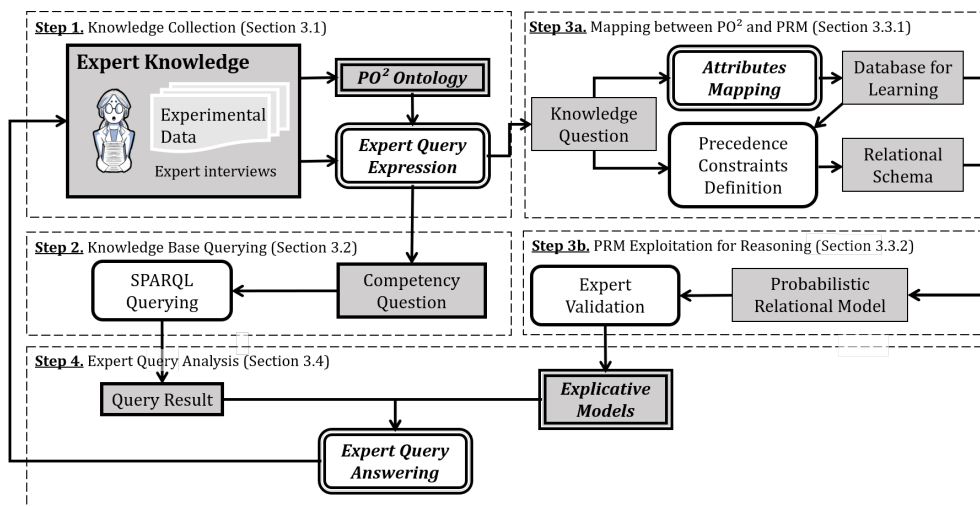 Step 1. Knowledge Collection (Section 3.1)
Expert Knowledge
Experimental
Data
Expert interviews
PO² Ontology
Expert Query
Expression
Step 3a. Mapping between PO² and PRM (Section 3.3.1)
Knowledge
Question
Attributes
Mapping
Database for
Learning
Precedence
Constraints
Definition
Relational
Schema
Step 2. Knowledge Base Querying (Section 3.2)
SPARQL
Querying
Competency
Question
Step 3b. PRM Exploitation for Reasoning (Section 3.3.2)
Expert
Validation
Probabilistic
Relational Model
Step 4. Expert Query Analysis (Section 3.4)
Query Result
Explicative
Models
Expert Query
Answering